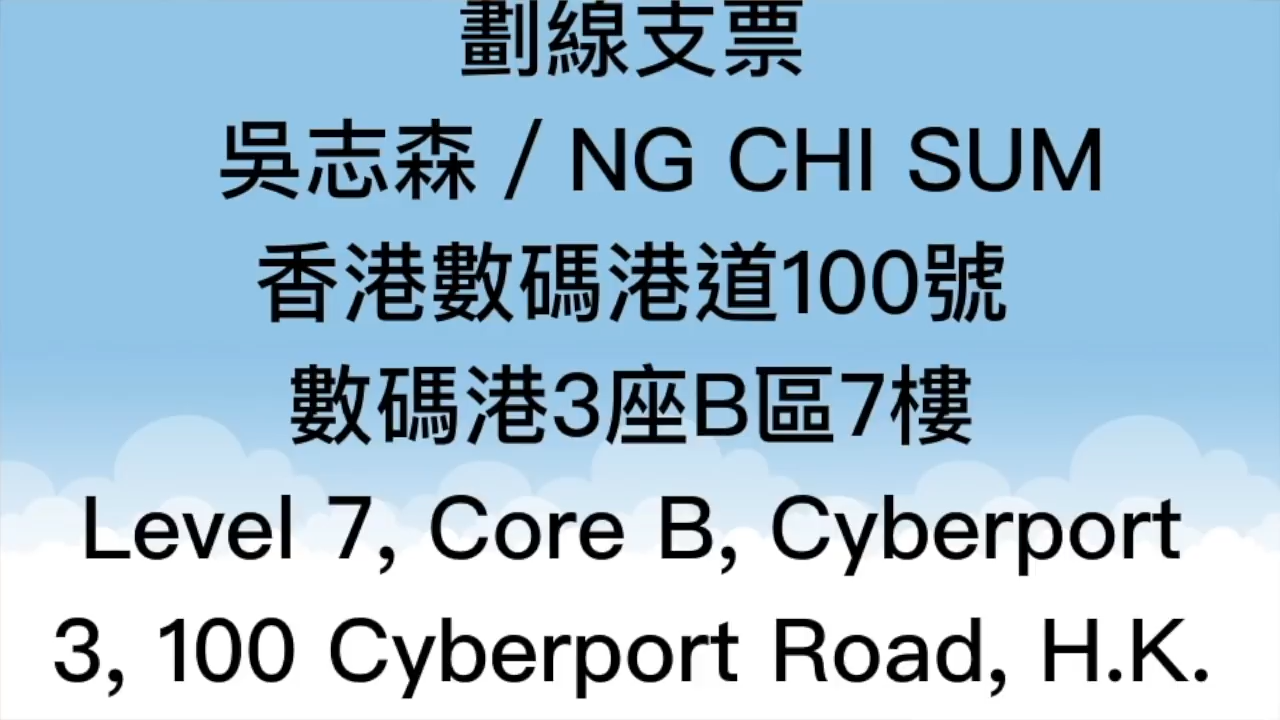 劃線支票
吳志森 / NG CHI SUM
香港數碼港道100號
數碼港3座B區7樓
Level 7, Core B, Cyberport
3, 100 Cyberport Road, H.K.